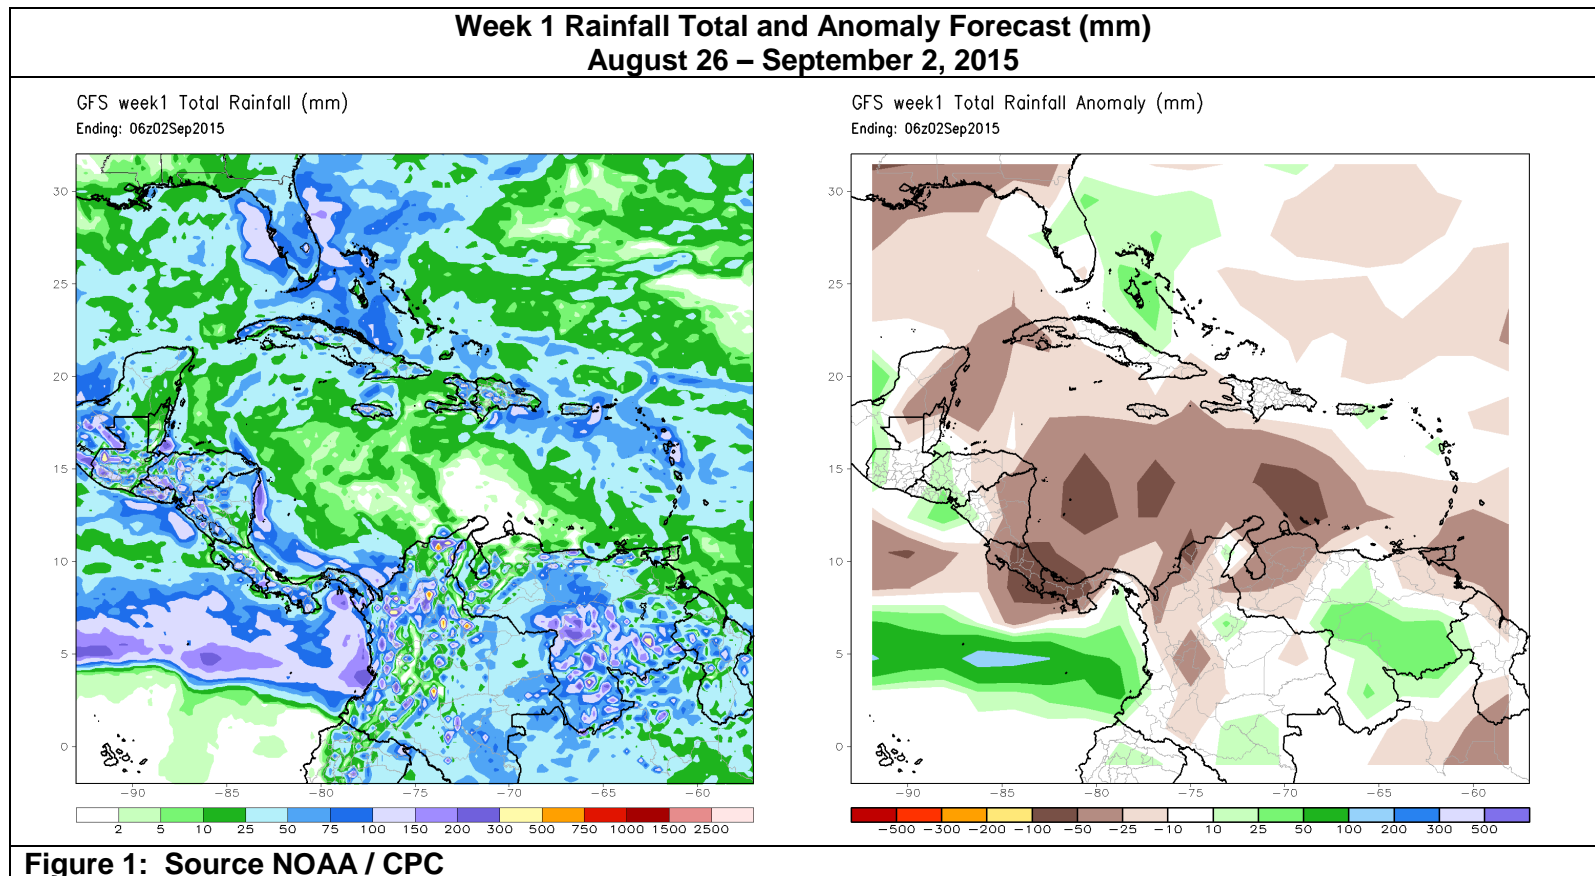 Week 1 Rainfall Total and Anomaly Forecast (mm)
August 26 – September 2, 2015
GFS week1 Total Rainfall (mm)
Ending: 06z02Sep2015
30
25
20
15
10
5
0
−90 −85 −80 −75 −70 −65 −60
2 5 10 25 50 75 100 150 200 300 500 750 1000 1500 2500
GFS week1 Total Rainfall Anomaly (mm)
Ending: 06z02Sep2015
30
25
20
15
10
5
0
−90 −85 −80 −75 −70 −65 −60
−500 −300 −200 −100 −50 −25 −10 10 25 50 100 200 300 500
Figure 1: Source NOAA / CPC